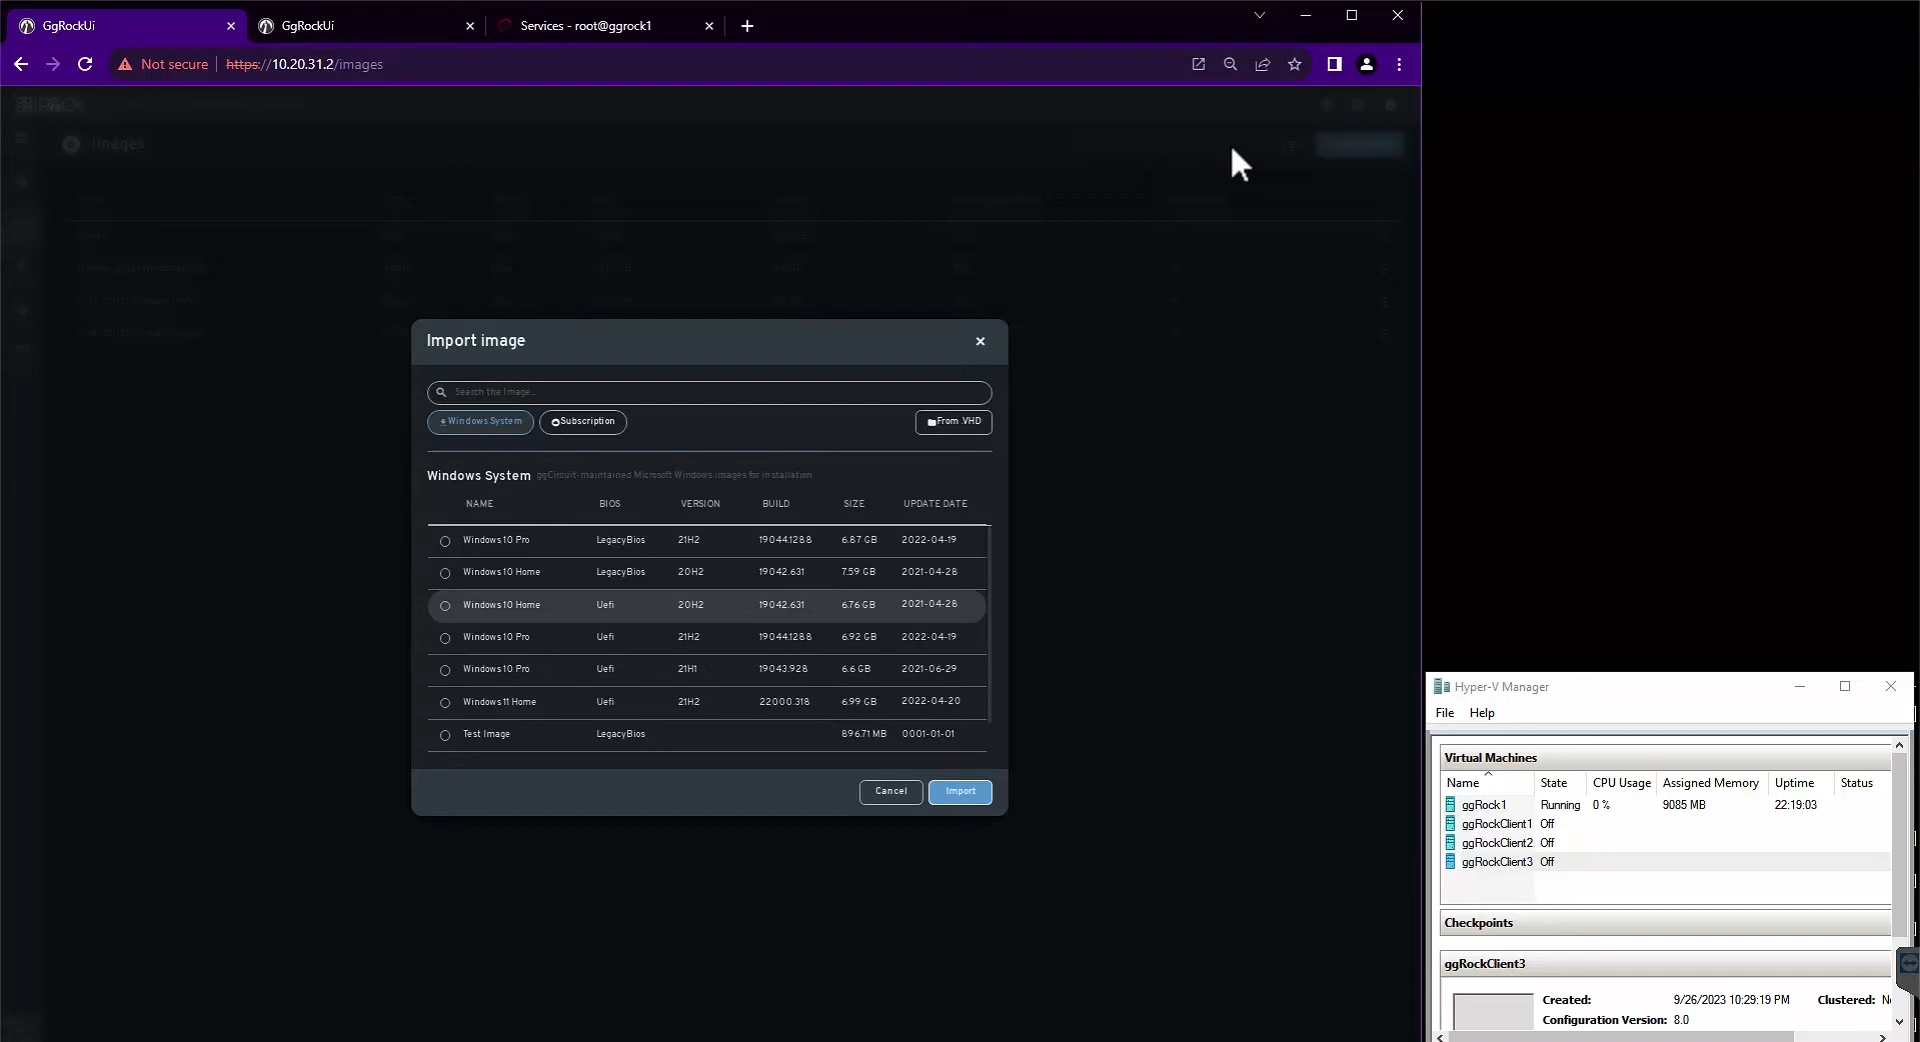 GgRockUi
GgRockUi
Services - root@ggrock1
Not secure
https://10.20.31.2/images
Images
Import image
Search the Image...
Windows System
Subscription
From .VHD
Windows System ggCircuit-maintained Microsoft Windows images for installation
NAME BIOS VERSION BUILD SIZE UPDATE DATE
Windows 10 Pro LegacyBios 21H2 19044.1288 6.87 GB 2022-04-19
Windows 10 Home LegacyBios 20H2 19042.631 7.59 GB 2021-04-28
Windows 10 Home Uefi 20H2 19042.631 6.76 GB 2021-04-28
Windows 10 Pro Uefi 21H2 19044.1288 6.92 GB 2022-04-19
Windows 10 Pro Uefi 21H1 19043.928 6.6 GB 2021-06-29
Windows 11 Home Uefi 21H2 22000.318 6.99 GB 2022-04-20
Test Image LegacyBios 896.71 MB 0001-01-01
Cancel
Import
Hyper-V Manager
File Help
Virtual Machines
Name State CPU Usage Assigned Memory Uptime Status
ggRock1 Running 0 % 9085 MB 22:19:03
ggRockClient1 Off
ggRockClient2 Off
ggRockClient3 Off
Checkpoints
ggRockClient3
Created: 9/26/2023 10:29:19 PM Clustered:
Configuration Version: 8.0